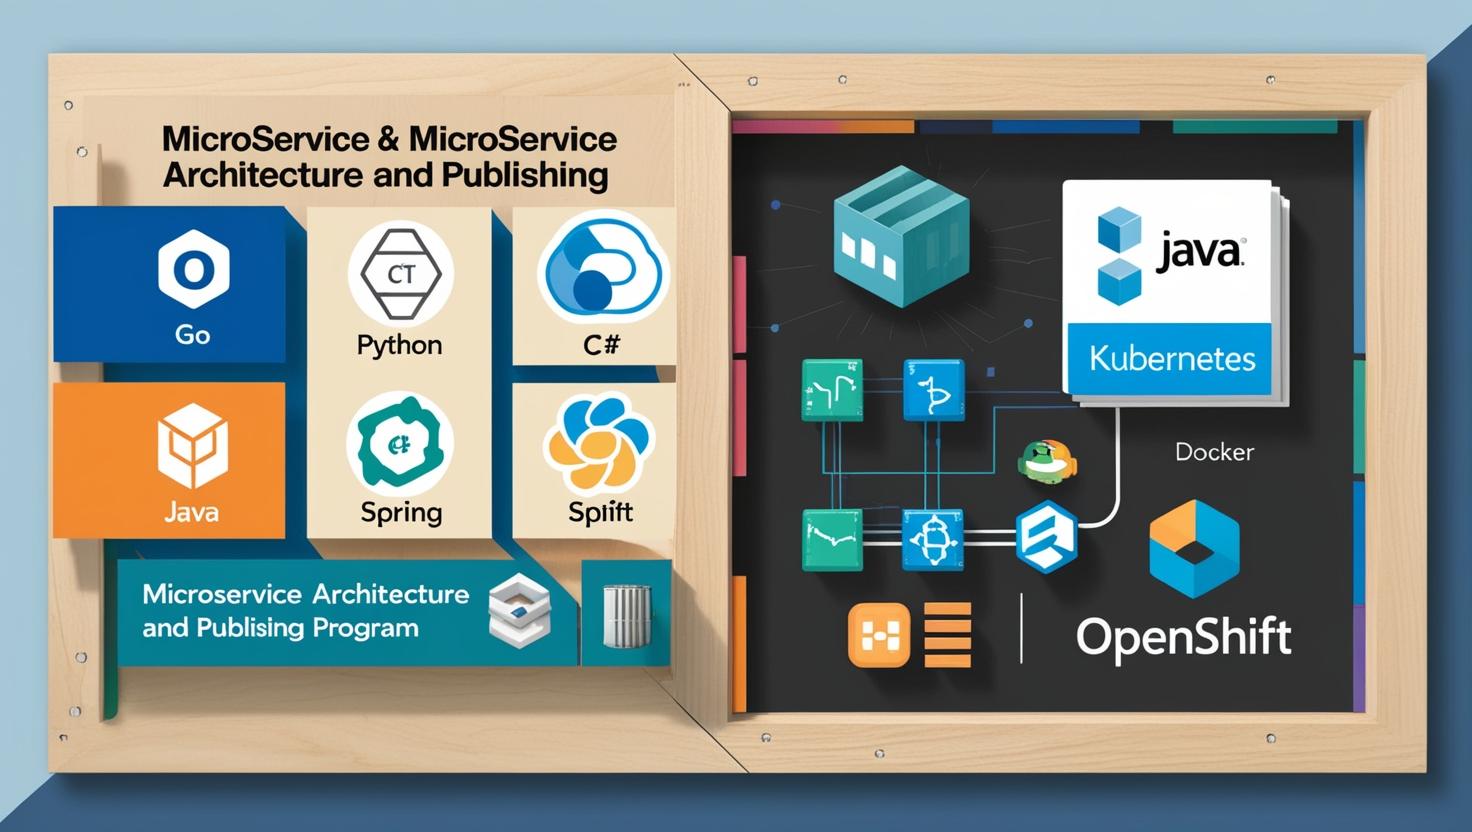 MicroService & MicroService
Architecture and Publishing
Go
CT
Python
C#
Java
Spring
Splift
Microservice Architecture
and Publising Program
java
Kubernetes
Docker
OpenShift